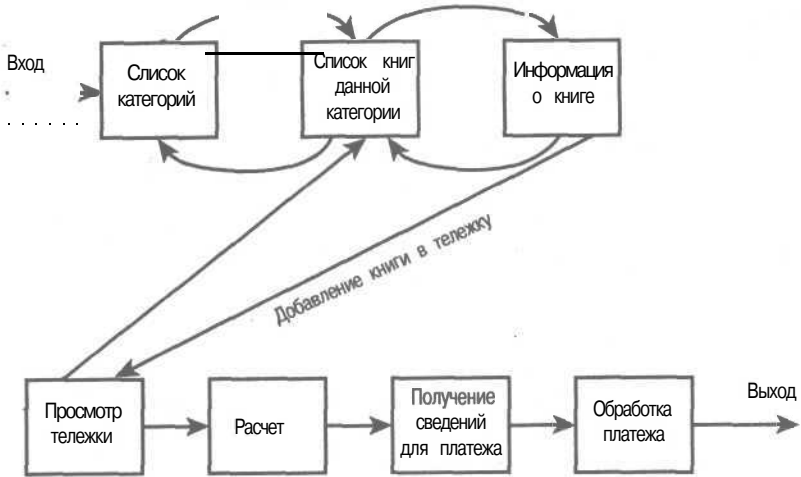 Вход
Список
категорий
Список книг
данной
категории
Информация
о книге
Добавление книги в тележку
Просмотр
тележки
Расчет
Получение
сведений
для платежа
Обработка
платежа
Выход